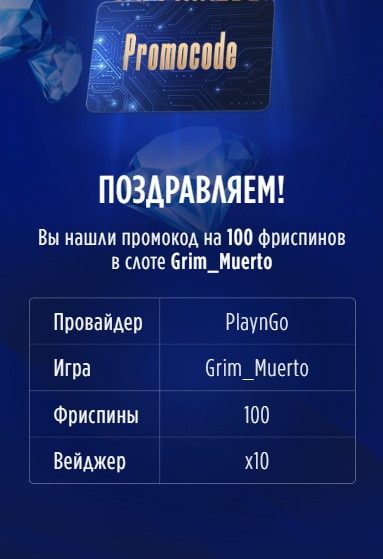 Promocode
ПОЗДРАВЛЯЕМ!
Вы нашли промокод на 100 фриспинов
в слоте Grim_Muerto
Провайдер PlaynGo
Игра Grim_Muerto
Фриспины 100
Вейджер x10